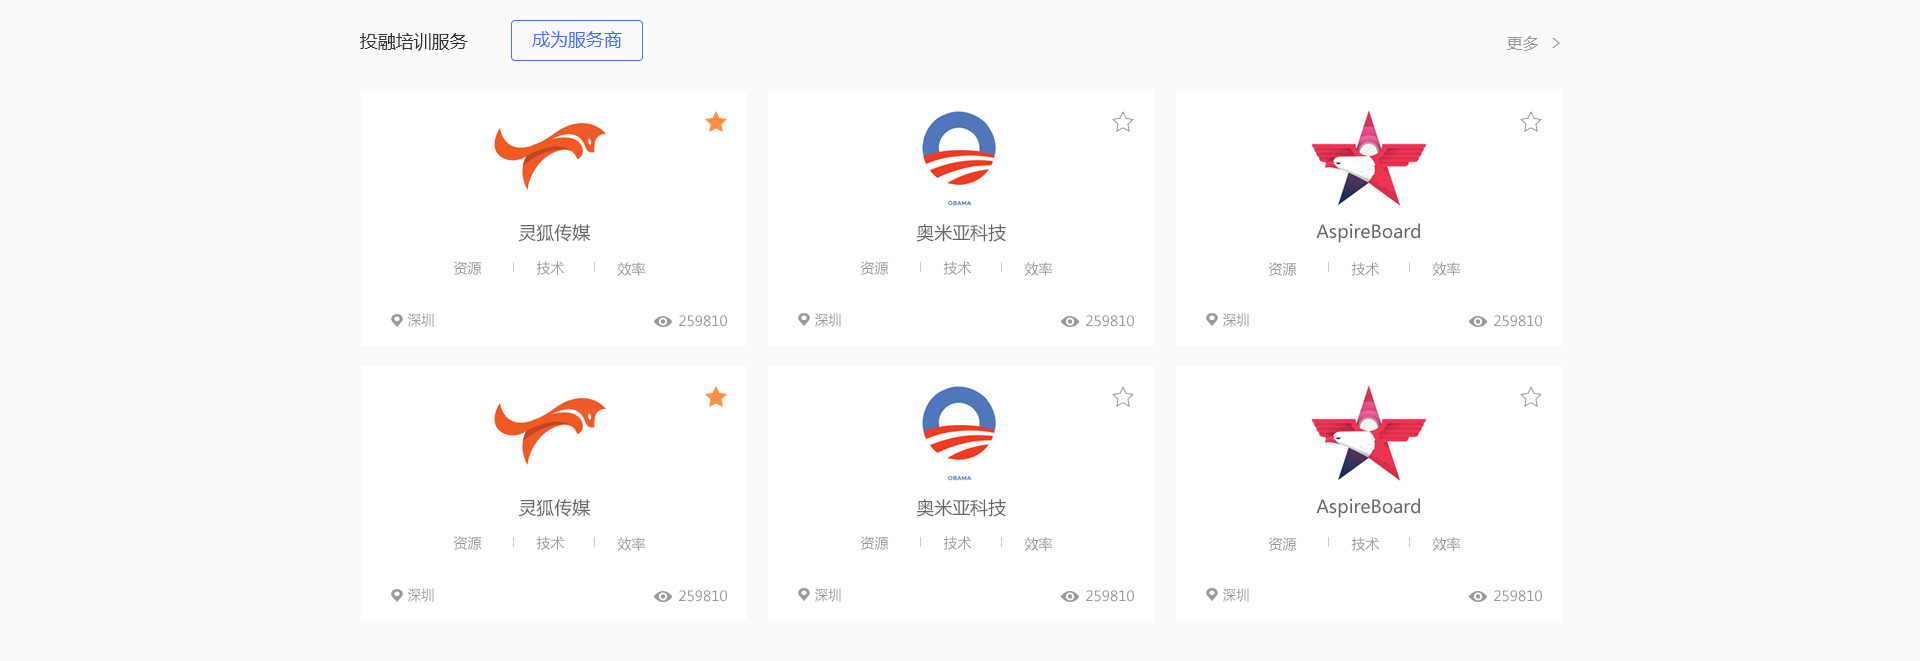 投融培训服务 成为服务商 更多 >
OBAMA
灵狐传媒 奥米亚科技 AspireBoard
资源 技术 效率 资源 技术 效率 资源 技术 效率
深圳 259810 深圳 259810 深圳 259810
OBAMA
灵狐传媒 奥米亚科技 AspireBoard
资源 技术 效率 资源 技术 效率 资源 技术 效率
深圳 259810 深圳 259810 深圳 259810